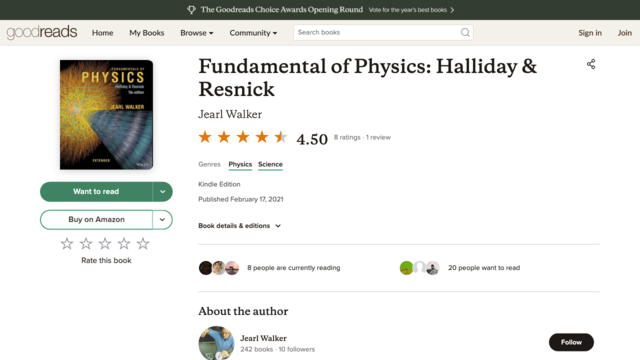 The Goodreads Choice Awards Opening Round Vote for the year's best books
goodreads Home My Books Browse Community Search books Sign in Join
FUNDAMENTALS OF
PHYSICS
Halliday & Resnick
JEARL WALKER
EXTENDED
WILEY
Fundamental of Physics: Halliday &
Resnick
Jearl Walker
4.50 8 ratings · 1 review
Genres Physics Science
Kindle Edition
Published February 17, 2021
Book details & editions
Want to read
Buy on Amazon
Rate this book
8 people are currently reading 20 people want to read
About the author
Jearl Walker
242 books · 10 followers
Follow